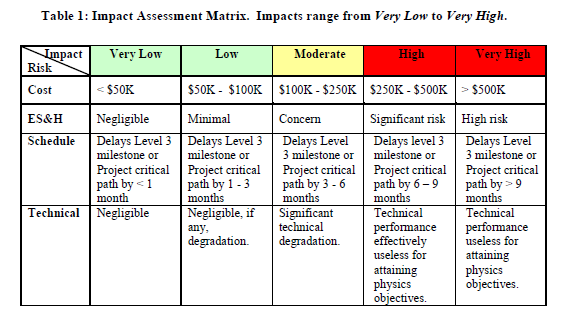 Table 1: Impact Assessment Matrix. Impacts range from Very Low to Very High.
Impact
Risk
Very Low
Low
Moderate
High
Very High
Cost
< $50K
$50K - $100K
$100K - $250K
$250K - $500K
> $500K
ES&H
Negligible
Minimal
Concern
Significant risk
High risk
Schedule
Delays Level 3
milestone or
Project critical
path by < 1
month
Delays Level 3
milestone or
Project critical
path by 1 - 3
months
Delays Level
3 milestone or
Project critical
path by 3 - 6
months
Delays level 3
milestone or
Project critical
path by 6 – 9
months
Delays Level
3 milestone or
Project critical
path by > 9
months
Technical
Negligible
Negligible, if
any,
degradation.
Significant
technical
degradation.
Technical
performance
effectively
useless for
attaining
physics
objectives.
Technical
performance
useless for
attaining
physics
objectives.